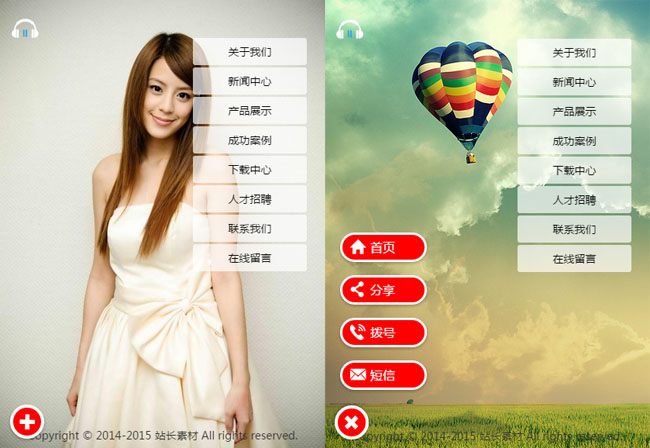 关于我们
新闻中心
产品展示
成功案例
下载中心
人才招聘
联系我们
在线留言
Copyright © 2014-2015 站长素材 All rights reserved.
关于我们
新闻中心
产品展示
成功案例
下载中心
人才招聘
联系我们
在线留言
首页
分享
拨号
短信
Copyright © 2014-2015 站长素材 All rights reserved.